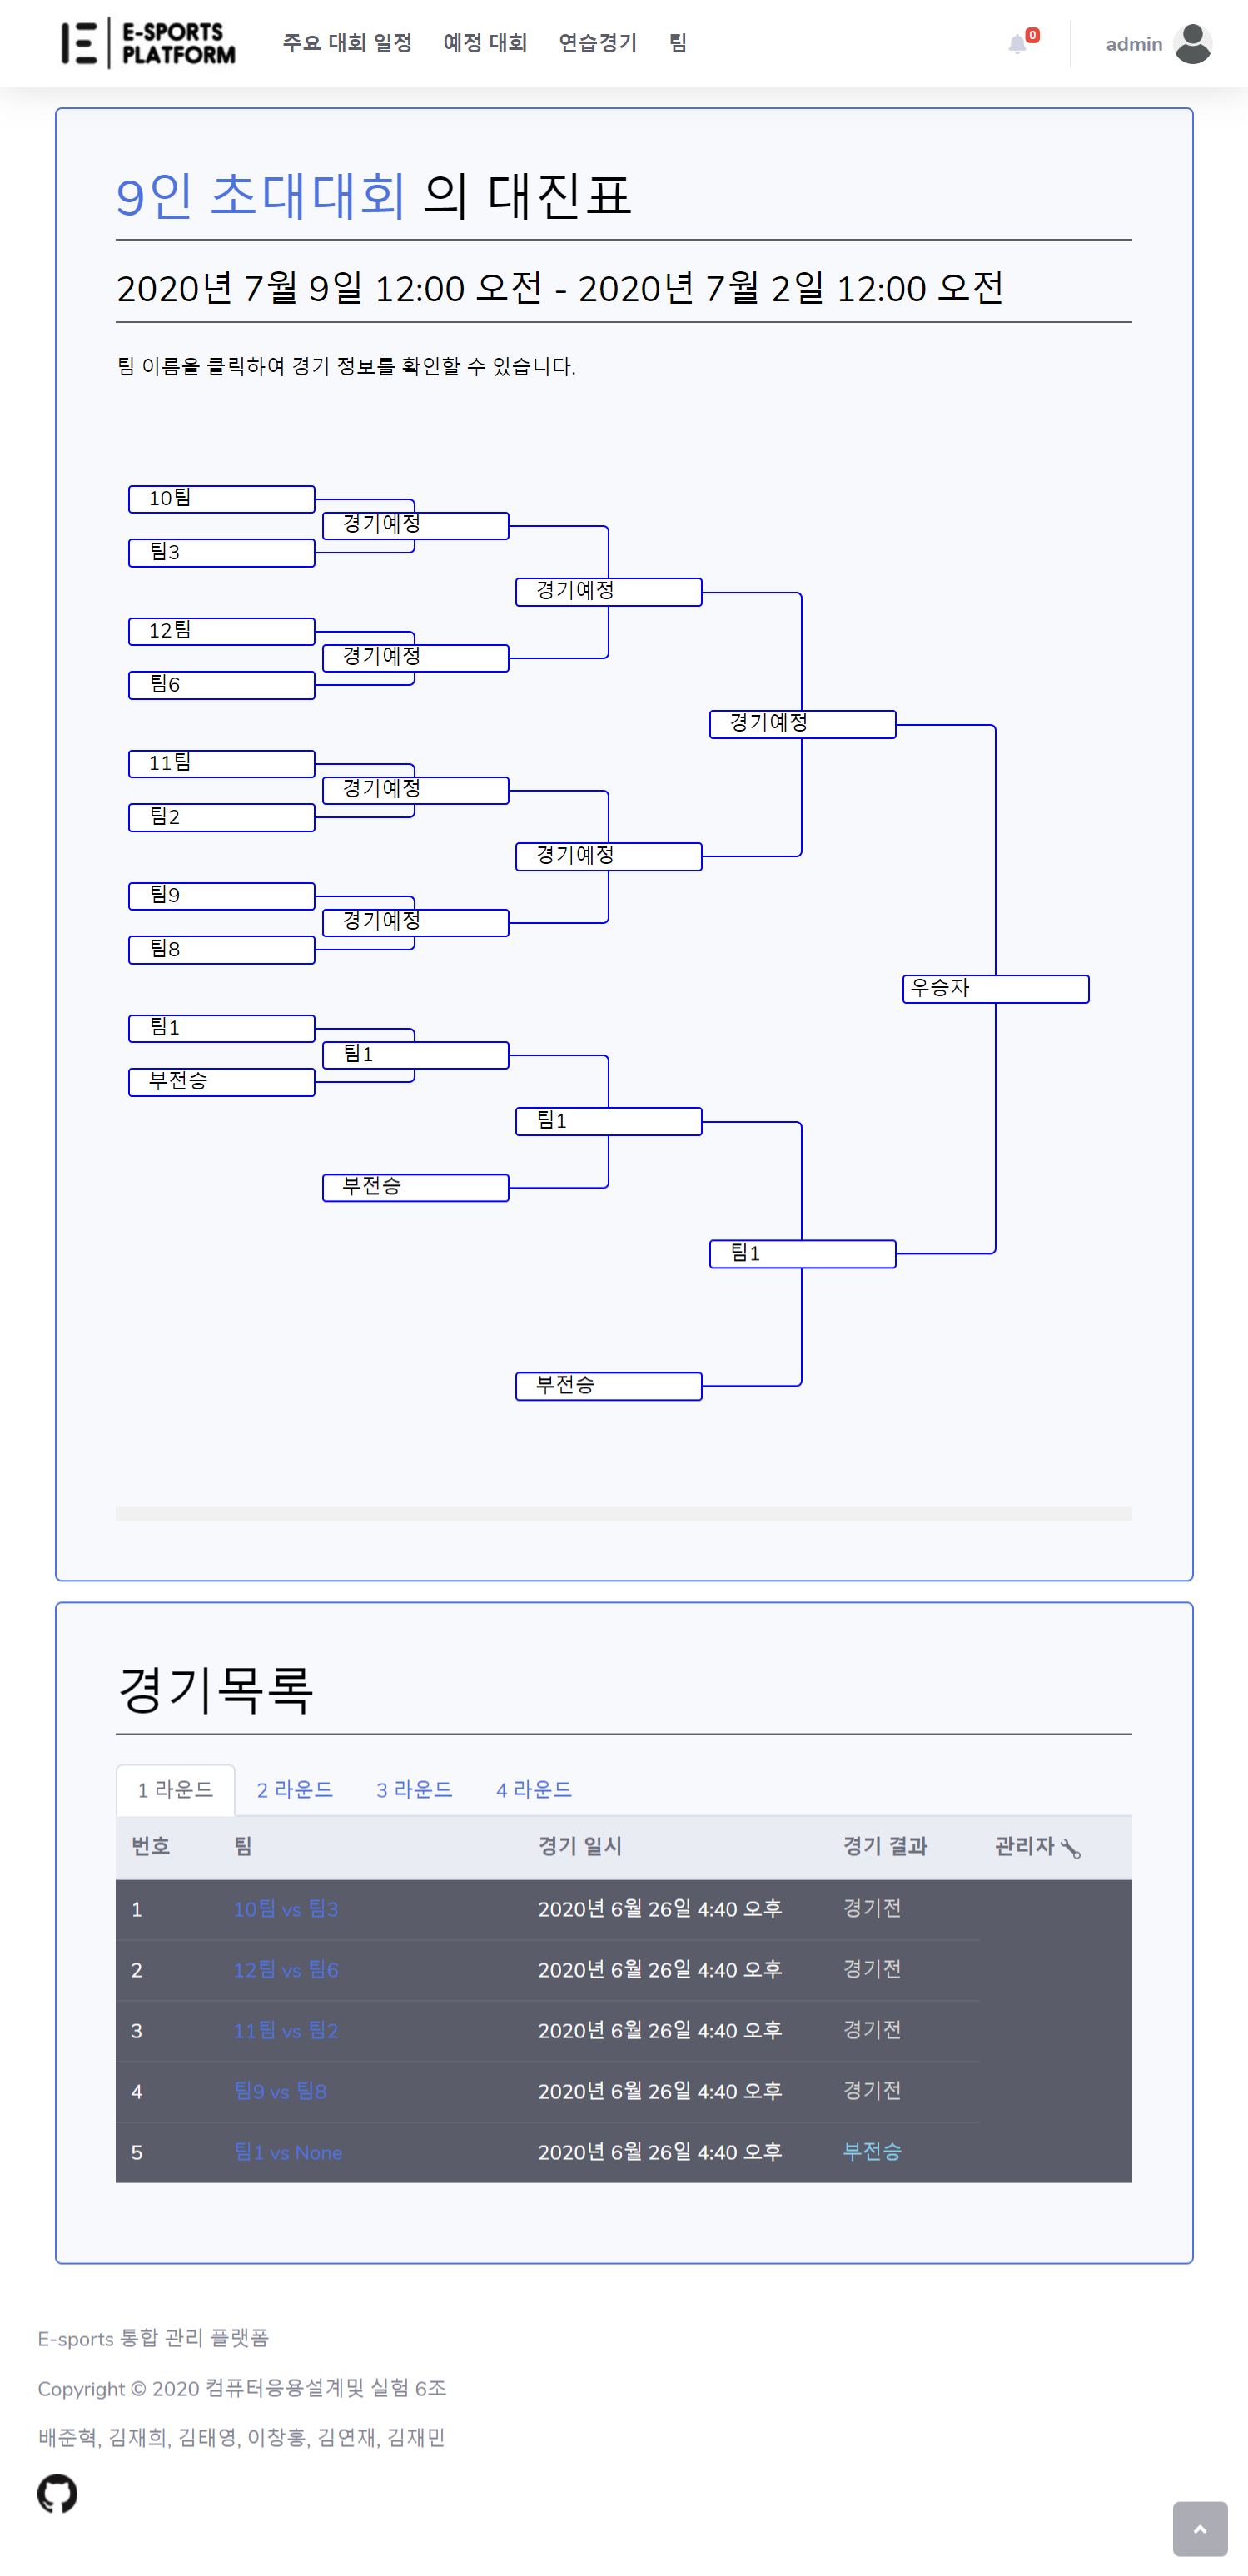 E-SPORTS
PLATFORM
주요 대회 일정 예정 대회 연습경기 팀
0
admin
9인 초대대회 의 대진표
2020년 7월 9일 12:00 오전 - 2020년 7월 2일 12:00 오전
팀 이름을 클릭하여 경기 정보를 확인할 수 있습니다.
10팀
경기예정
팀3
경기예정
12팀
경기예정
팀6
경기예정
11팀
경기예정
팀2
경기예정
팀9
경기예정
팀8
우승자
팀1
팀1
부전승
팀1
부전승
팀1
부전승
경기목록
1 라운드 2 라운드 3 라운드 4 라운드
번호 팀 경기 일시 경기 결과 관리자
1 10팀 vs 팀3 2020년 6월 26일 4:40 오후 경기전
2 12팀 vs 팀6 2020년 6월 26일 4:40 오후 경기전
3 11팀 vs 팀2 2020년 6월 26일 4:40 오후 경기전
4 팀9 vs 팀8 2020년 6월 26일 4:40 오후 경기전
5 팀1 vs None 2020년 6월 26일 4:40 오후 부전승
E-sports 통합 관리 플랫폼
Copyright © 2020 컴퓨터응용설계및 실험 6조
배준혁, 김재희, 김태영, 이창홍, 김연재, 김재민